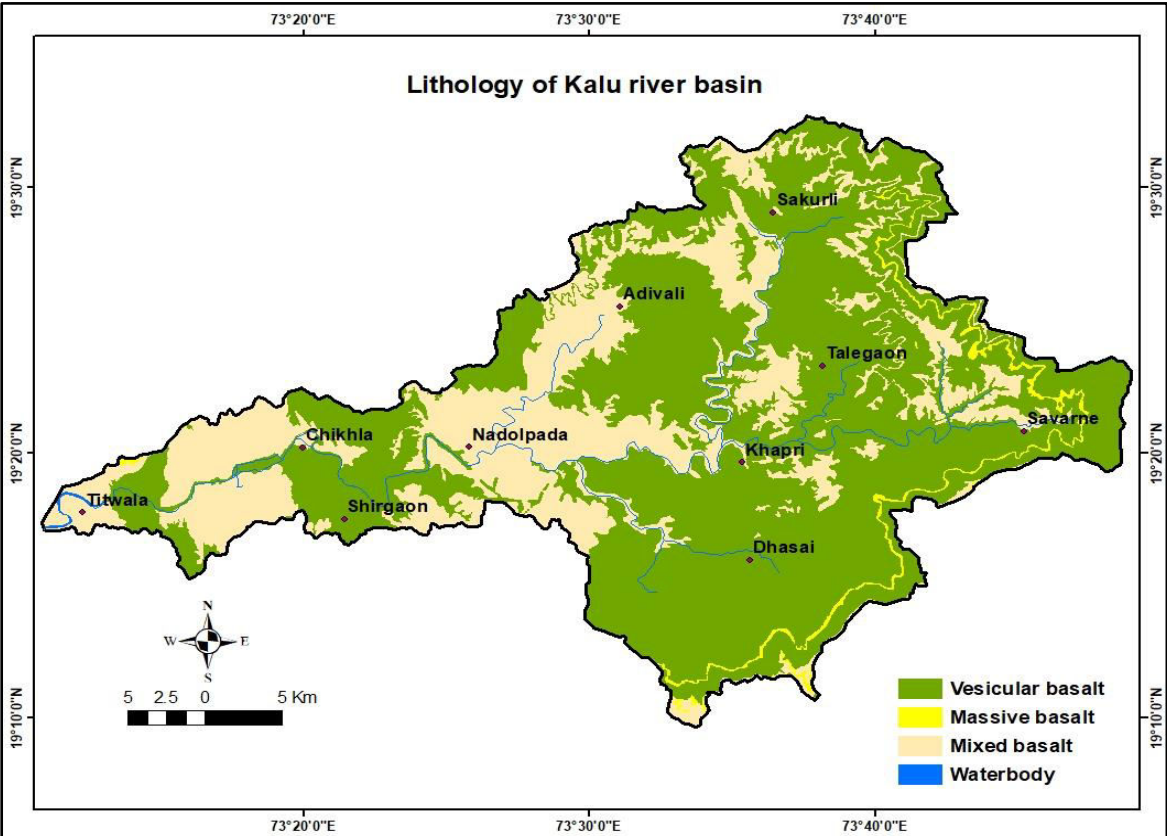 73°20'0"E 73°30'0"E 73°40'0"E
Lithology of Kalu river basin
19°30'0"N 19°30'0"N
Sakurli
Adivali
Talegaon
Savarne
Chikhla
Nadolpada
19°20'0"N 19°20'0"N
Khapri
Titwala
Shirgaon
Dhasai
N
W E
S
5 2.5 0 5 Km
Vesicular basalt
Massive basalt
Mixed basalt
Waterbody
19°10'0"N 19°10'0"N
73°20'0"E 73°30'0"E 73°40'0"E